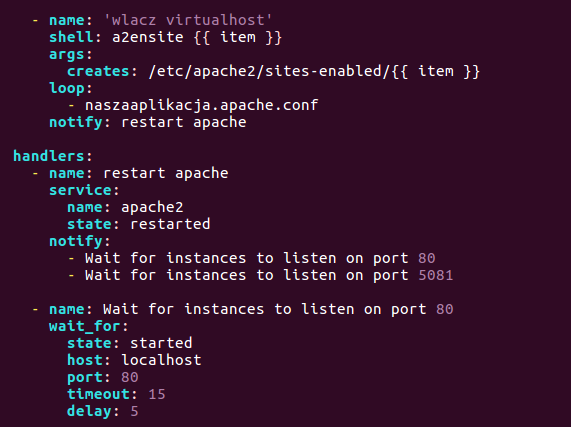 - name: 'wlacz virtualhost'
    shell: a2ensite {{ item }}
    args:
      creates: /etc/apache2/sites-enabled/{{ item }}
    loop:
      - naszaaplikacja.apache.conf
    notify: restart apache

handlers:
  - name: restart apache
    service:
      name: apache2
      state: restarted
    notify:
      - Wait for instances to listen on port 80
      - Wait for instances to listen on port 5081

  - name: Wait for instances to listen on port 80
    wait_for:
      state: started
      host: localhost
      port: 80
      timeout: 15
      delay: 5